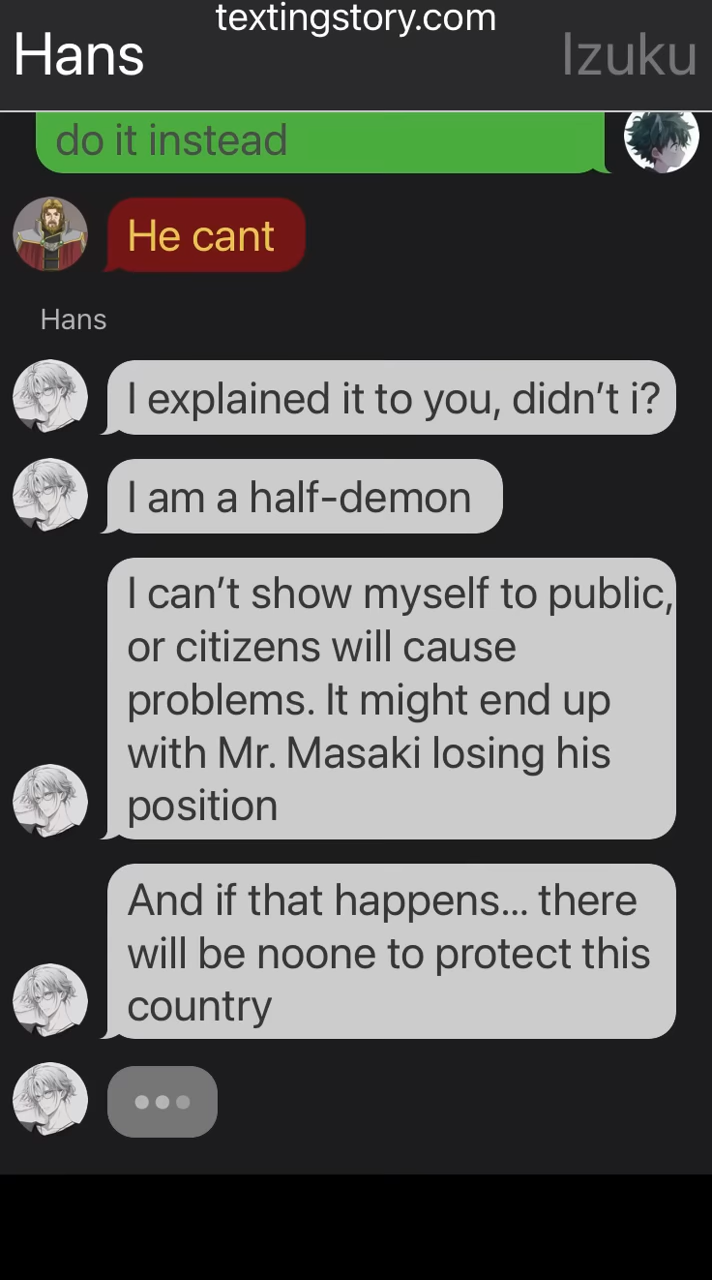 textingstory.com
Hans
Izuku
do it instead
He cant
Hans
I explained it to you, didn't i?
I am a half-demon
I can't show myself to public,
or citizens will cause
problems. It might end up
with Mr. Masaki losing his
position
And if that happens... there
will be noone to protect this
country